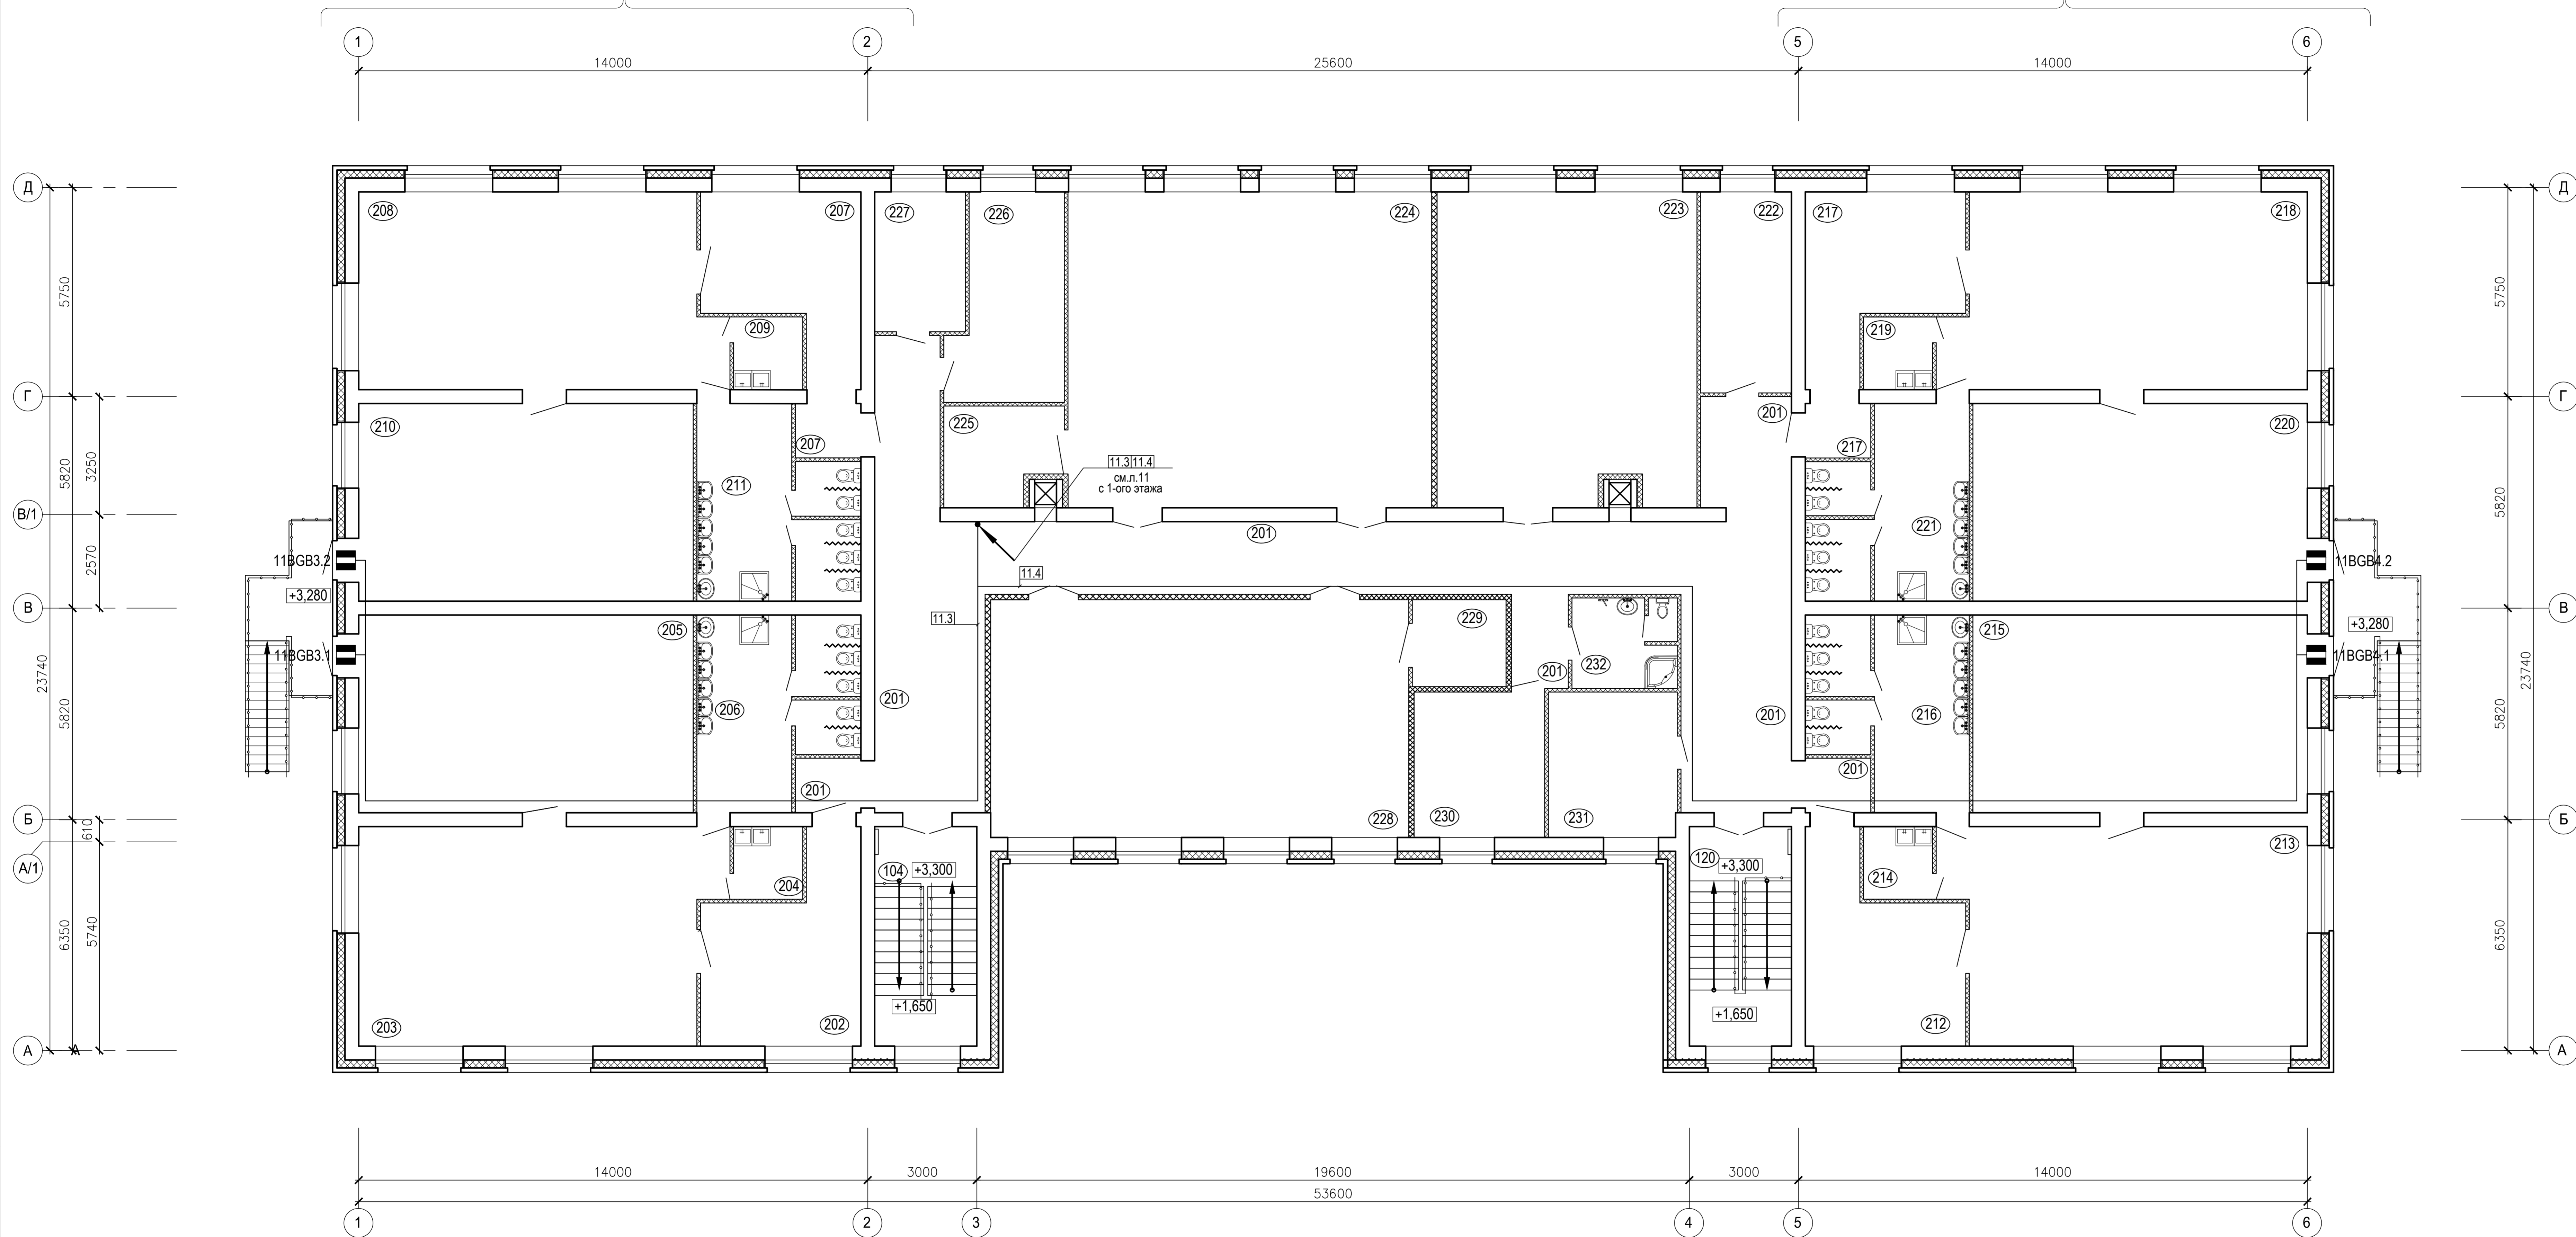 1 2 5 6
14000 25600 14000
Д Д
208 207 227 226 224 223 222 217 218
5750 5750
209 219
Г Г
210 207 225 201 217 220
11.3 11.4
см.л.11
с 1-ого этажа
5820 3250 5820
211 221
В/1
201
2570
11BGB3.2 11BGB4.2
11.4
+3,280 +3,280
В В
11.3
205 229 215
11BGB3.1 11BGB4.1
201 232
23740 23740
206 201 201 216
5820 5820
201 201
Б 228 230 231 Б
610 213
А/1
104 +3,300 120 +3,300
204 214
6350 5740 6350
+1,650 +1,650
203 202 212
А А А
14000 3000 19600 3000 14000
53600
1 2 3 4 5 6